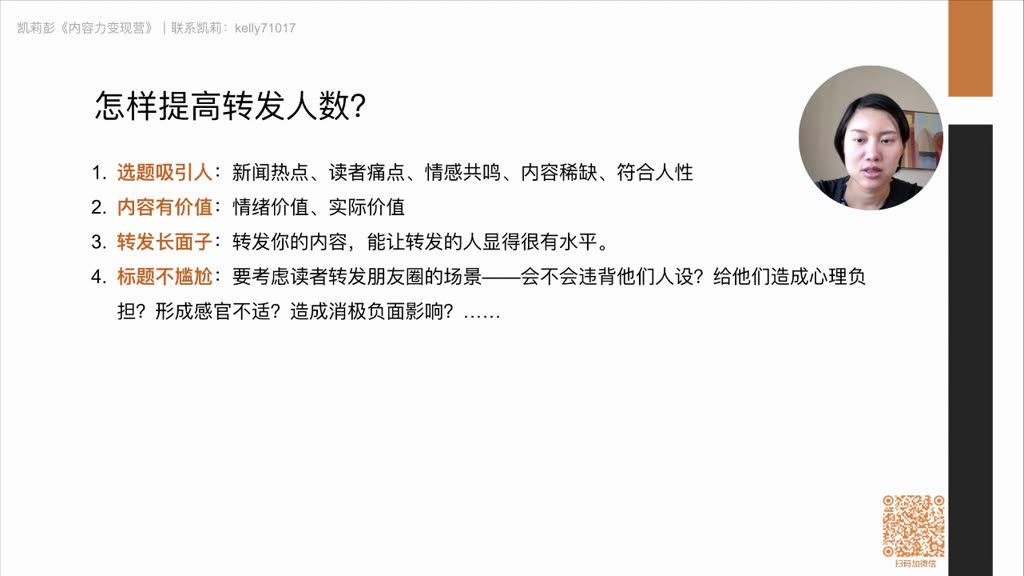 凯莉彭《内容力变现营》｜联系凯莉：kelly71017
怎样提高转发人数？
1. 选题吸引人：新闻热点、读者痛点、情感共鸣、内容稀缺、符合人性
2. 内容有价值：情绪价值、实际价值
3. 转发长面子：转发你的内容，能让转发的人显得很有水平。
4. 标题不尴尬：要考虑读者转发朋友圈的场景——会不会违背他们人设？给他们造成心理负
担？形成感官不适？造成消极负面影响？……
扫码加微信